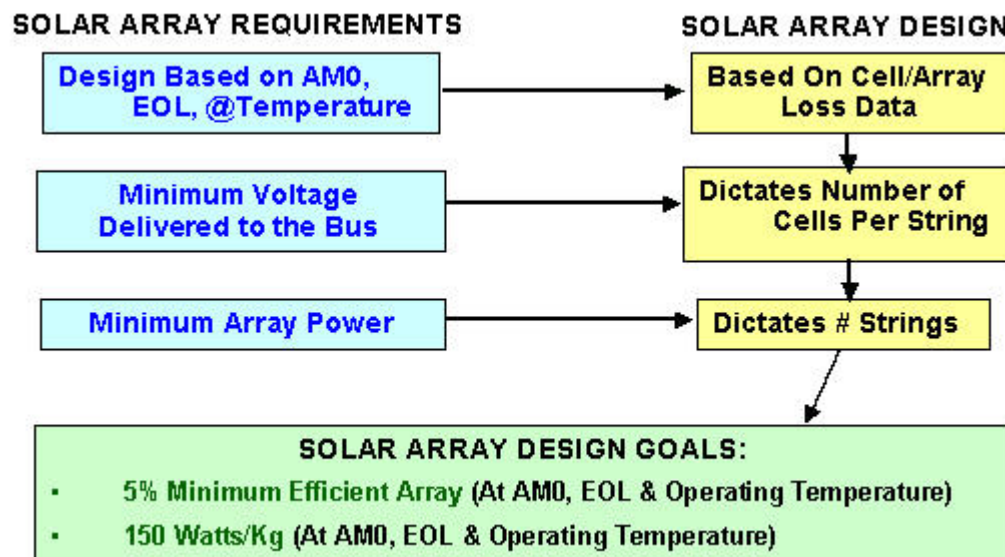 SOLAR ARRAY REQUIREMENTS
Design Based on AM0,
EOL, @Temperature
Minimum Voltage
Delivered to the Bus
Minimum Array Power
SOLAR ARRAY DESIGN
Based On Cell/Array
Loss Data
Dictates Number of
Cells Per String
Dictates # Strings
SOLAR ARRAY DESIGN GOALS:
▪ 5% Minimum Efficient Array (At AM0, EOL & Operating Temperature)
▪ 150 Watts/Kg (At AM0, EOL & Operating Temperature)